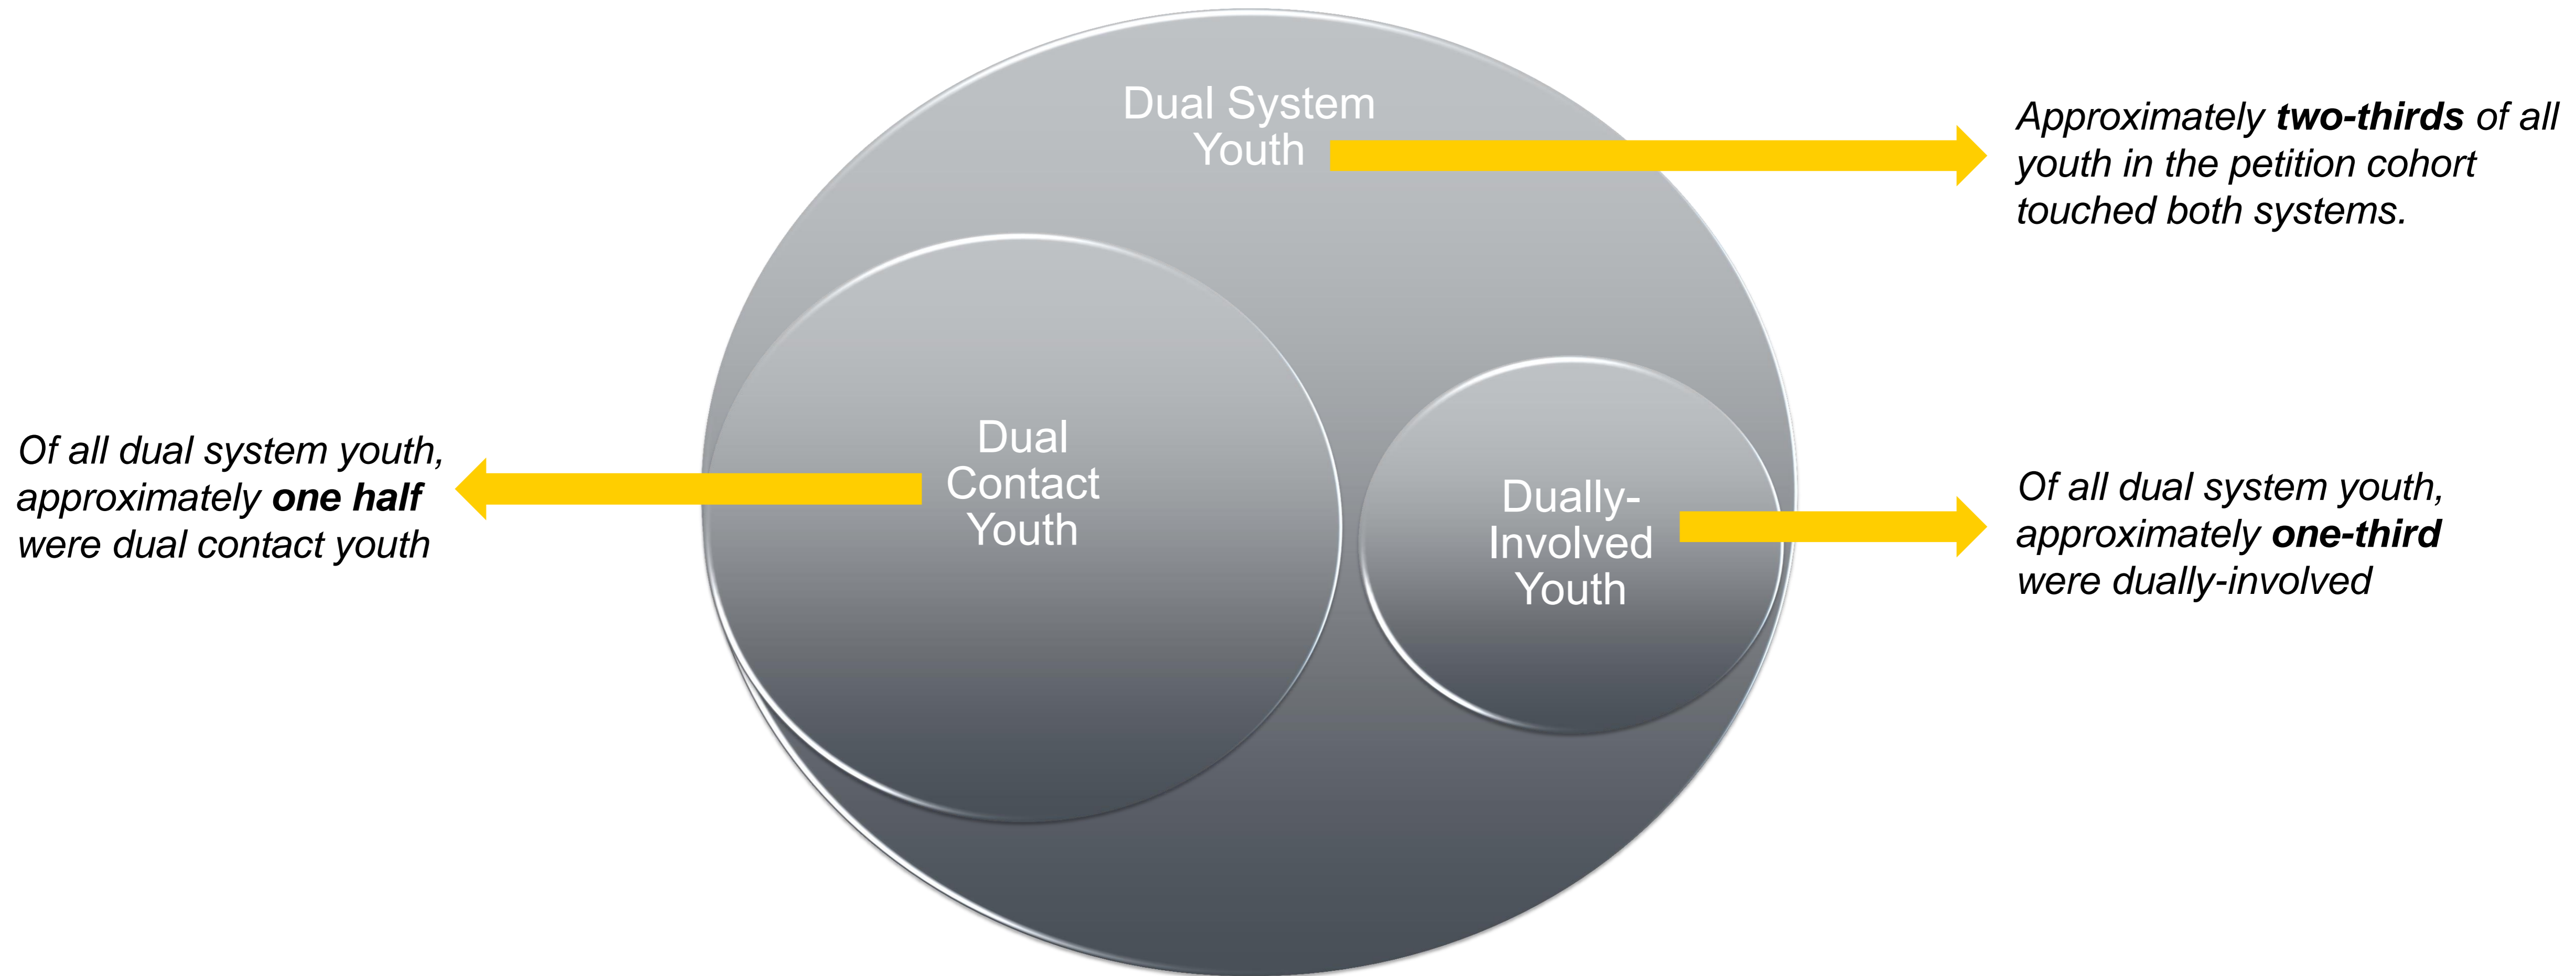 Dual System
Youth
Approximately two-thirds of all
youth in the petition cohort
touched both systems.
Of all dual system youth,
approximately one half
were dual contact youth
Dual
Contact
Youth
Dually-
Involved
Youth
Of all dual system youth,
approximately one-third
were dually-involved